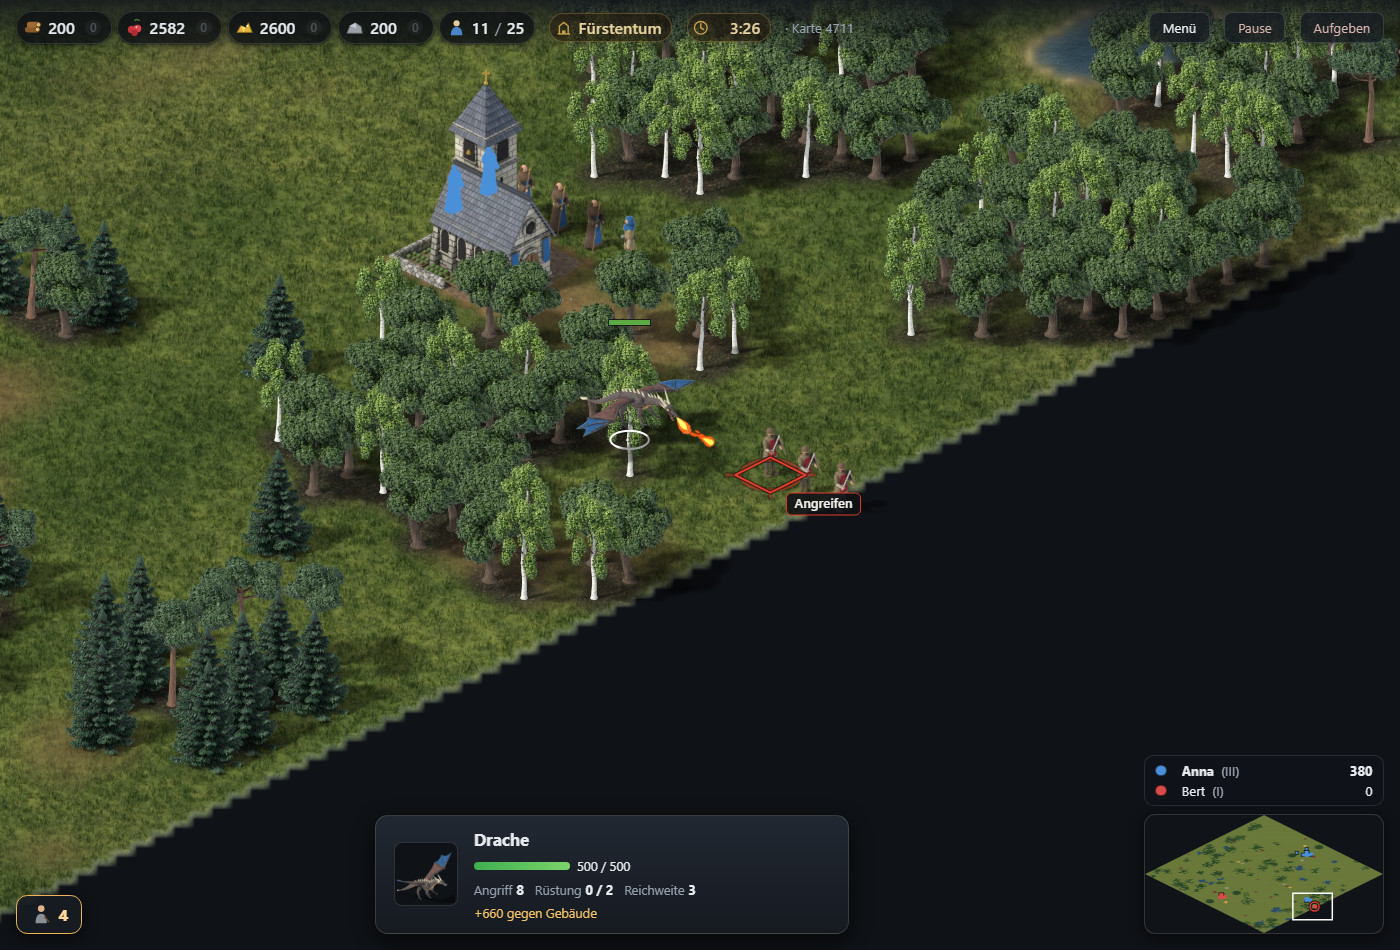 200 0 2582 0 2600 0 200 0 11 / 25 Fürstentum 3:26 · Karte 4711 Menü Pause Aufgeben
Angreifen
Anna (III) 380
Bert (I) 0
Drache
500 / 500
Angriff 8 Rüstung 0 / 2 Reichweite 3
+660 gegen Gebäude
4